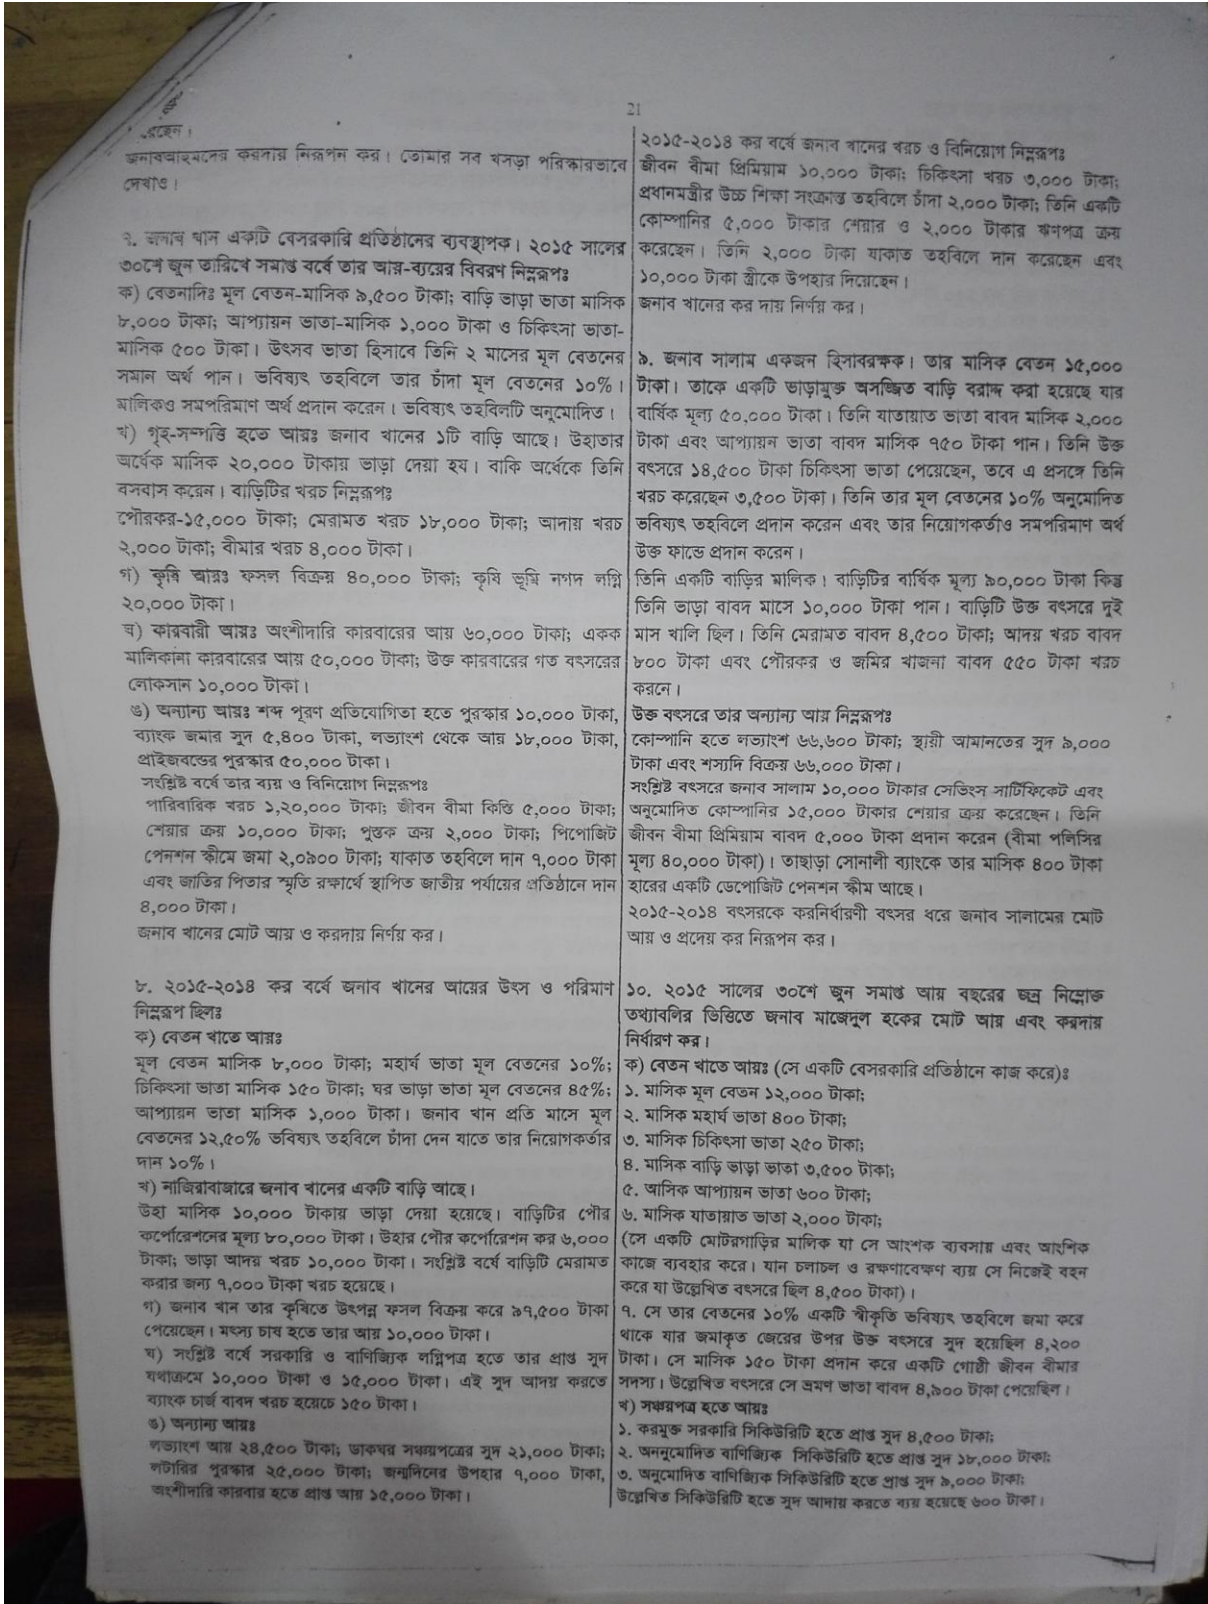 21
রছেন।
জনাবআহমদের করদায় নিরূপন কর। তোমার সব খসড়া পরিষ্কারভাবে
দেখাও।
৭. জনাব খান একটি বেসরকারি প্রতিষ্ঠানের ব্যবস্থাপক। ২০১৫ সালের
৩০শে জুন তারিখে সমাপ্ত বর্ষে তার আয়-ব্যয়ের বিবরণ নিম্নরূপঃ
ক) বেতনাদিঃ মূল বেতন-মাসিক ৯,৫০০ টাকা; বাড়ি ভাড়া ভাতা মাসিক
৮,০০০ টাকা; আপ্যায়ন ভাতা-মাসিক ১,০০০ টাকা ও চিকিৎসা ভাতা-
মাসিক ৫০০ টাকা। উৎসব ভাতা হিসাবে তিনি ২ মাসের মূল বেতনের
সমান অর্থ পান। ভবিষ্যৎ তহবিলে তার চাঁদা মূল বেতনের ১০%।
মালিকও সমপরিমাণ অর্থ প্রদান করেন। ভবিষ্যৎ তহবিলটি অনুমোদিত।
খ) গৃহ-সম্পত্তি হতে আয়ঃ জনাব খানের ১টি বাড়ি আছে। উহাতার
অর্ধেক মাসিক ২০,০০০ টাকায় ভাড়া দেয়া হয। বাকি অর্ধেকে তিনি
বসবাস করেন। বাড়িটির খরচ নিম্নরূপঃ
পৌরকর-১৫,০০০ টাকা; মেরামত খরচ ১৮,০০০ টাকা; আদায় খরচ
২,০০০ টাকা; বীমার খরচ ৪,০০০ টাকা।
গ) কৃষি আয়ঃ ফসল বিক্রয় ৪০,০০০ টাকা; কৃষি ভূমি নগদ লগ্নি
২০,০০০ টাকা।
ঘ) কারবারী আয়ঃ অংশীদারি কারবারের আয় ৬০,০০০ টাকা; একক
মালিকানা কারবারের আয় ৫০,০০০ টাকা; উক্ত কারবারের গত বৎসরের
লোকসান ১০,০০০ টাকা।
ঙ) অন্যান্য আয়ঃ শব্দ পূরণ প্রতিযোগিতা হতে পুরস্কার ১০,০০০ টাকা,
ব্যাংক জমার সুদ ৫,৪০০ টাকা, লভ্যাংশ থেকে আয় ১৮,০০০ টাকা,
প্রাইজবন্ডের পুরস্কার ৫০,০০০ টাকা।
সংশ্লিষ্ট বর্ষে তার ব্যয় ও বিনিয়োগ নিম্নরূপঃ
পারিবারিক খরচ ১,২০,০০০ টাকা; জীবন বীমা কিস্তি ৫,০০০ টাকা;
শেয়ার ক্রয় ১০,০০০ টাকা; পুস্তক ক্রয় ২,০০০ টাকা; পিপোজিট
পেনশন স্কীমে জমা ২,০৯০০ টাকা; যাকাত তহবিলে দান ৭,০০০ টাকা
এবং জাতির পিতার স্মৃতি রক্ষার্থে স্থাপিত জাতীয় পর্যায়ের প্রতিষ্ঠানে দান
৪,০০০ টাকা।
জনাব খানের মোট আয় ও করদায় নির্ণয় কর।
৮. ২০১৫-২০১৪ কর বর্ষে জনাব খানের আয়ের উৎস ও পরিমাণ
নিম্নরূপ ছিলঃ
ক) বেতন খাতে আয়ঃ
মূল বেতন মাসিক ৮,০০০ টাকা; মহার্ঘ ভাতা মূল বেতনের ১০%;
চিকিৎসা ভাতা মাসিক ১৫০ টাকা; ঘর ভাড়া ভাতা মূল বেতনের ৪৫%;
আপ্যায়ন ভাতা মাসিক ১,০০০ টাকা। জনাব খান প্রতি মাসে মূল
বেতনের ১২,৫০% ভবিষ্যৎ তহবিলে চাঁদা দেন যাতে তার নিয়োগকর্তার
দান ১০%।
খ) নাজিরাবাজারে জনাব খানের একটি বাড়ি আছে।
উহা মাসিক ১০,০০০ টাকায় ভাড়া দেয়া হয়েছে। বাড়িটির পৌর
কর্পোরেশনের মূল্য ৮০,০০০ টাকা। উহার পৌর কর্পোরেশন কর ৬,০০০
টাকা; ভাড়া আদয় খরচ ১০,০০০ টাকা। সংশ্লিষ্ট বর্ষে বাড়িটি মেরামত
করার জন্য ৭,০০০ টাকা খরচ হয়েছে।
গ) জনাব খান তার কৃষিতে উৎপন্ন ফসল বিক্রয় করে ৯৭,৫০০ টাকা
পেয়েছেন। মৎস্য চাষ হতে তার আয় ১০,০০০ টাকা।
ঘ) সংশ্লিষ্ট বর্ষে সরকারি ও বাণিজ্যিক লগ্নিপত্র হতে তার প্রাপ্ত সুদ
যথাক্রমে ১০,০০০ টাকা ও ১৫,০০০ টাকা। এই সুদ আদায় করতে
ব্যাংক চার্জ বাবদ খরচ হয়েচে ১৫০ টাকা।
ঙ) অন্যান্য আয়ঃ
লভ্যাংশ আয় ২৪,৫০০ টাকা; ডাকঘর সঞ্চয়পত্রের সুদ ২১,০০০ টাকা;
লটারির পুরস্কার ২৫,০০০ টাকা; জন্মদিনের উপহার ৭,০০০ টাকা,
অংশীদারি কারবার হতে প্রাপ্ত আয় ১৫,০০০ টাকা।
২০১৫-২০১৪ কর বর্ষে জনাব খানের খরচ ও বিনিয়োগ নিম্নরূপঃ
জীবন বীমা প্রিমিয়াম ১০,০০০ টাকা; চিকিৎসা খরচ ৩,০০০ টাকা;
প্রধানমন্ত্রীর উচ্চ শিক্ষা সংক্রান্ত তহবিলে চাঁদা ২,০০০ টাকা; তিনি একটি
কোম্পানির ৫,০০০ টাকার শেয়ার ও ২,০০০ টাকার ঋণপত্র ক্রয়
করেছেন। তিনি ২,০০০ টাকা যাকাত তহবিলে দান করেছেন এবং
১০,০০০ টাকা স্ত্রীকে উপহার দিয়েছেন।
জনাব খানের কর দায় নির্ণয় কর।
৯. জনাব সালাম একজন হিসাবরক্ষক। তার মাসিক বেতন ১৫,০০০
টাকা। তাকে একটি ভাড়ামুক্ত অসজ্জিত বাড়ি বরাদ্দ করা হয়েছে যার
বার্ষিক মূল্য ৫০,০০০ টাকা। তিনি যাতায়াত ভাতা বাবদ মাসিক ২,০০০
টাকা এবং আপ্যায়ন ভাতা বাবদ মাসিক ৭৫০ টাকা পান। তিনি উক্ত
বৎসরে ১৪,৫০০ টাকা চিকিৎসা ভাতা পেয়েছেন, তবে এ প্রসঙ্গে তিনি
খরচ করেছেন ৩,৫০০ টাকা। তিনি তার মূল বেতনের ১০% অনুমোদিত
ভবিষ্যৎ তহবিলে প্রদান করেন এবং তার নিয়োগকর্তাও সমপরিমাণ অর্থ
উক্ত ফান্ডে প্রদান করেন।
তিনি একটি বাড়ির মালিক। বাড়িটির বার্ষিক মূল্য ৯০,০০০ টাকা কিন্তু
তিনি ভাড়া বাবদ মাসে ১০,০০০ টাকা পান। বাড়িটি উক্ত বৎসরে দুই
মাস খালি ছিল। তিনি মেরামত বাবদ ৪,৫০০ টাকা; আদয় খরচ বাবদ
৮০০ টাকা এবং পৌরকর ও জমির খাজনা বাবদ ৫৫০ টাকা খরচ
করনে।
উক্ত বৎসরে তার অন্যান্য আয় নিম্নরূপঃ
কোম্পানি হতে লভ্যাংশ ৬৬,৬০০ টাকা; স্থায়ী আমানতের সুদ ৯,০০০
টাকা এবং শস্যদি বিক্রয় ৬৬,০০০ টাকা।
সংশ্লিষ্ট বৎসরে জনাব সালাম ১০,০০০ টাকার সেভিংস সার্টিফিকেট এবং
অনুমোদিত কোম্পানির ১৫,০০০ টাকার শেয়ার ক্রয় করেছেন। তিনি
জীবন বীমা প্রিমিয়াম বাবদ ৫,০০০ টাকা প্রদান করেন (বীমা পলিসির
মূল্য ৪০,০০০ টাকা)। তাছাড়া সোনালী ব্যাংকে তার মাসিক ৪০০ টাকা
হারের একটি ডেপোজিট পেনশন স্কীম আছে।
২০১৫-২০১৪ বৎসরকে করনির্ধারণী বৎসর ধরে জনাব সালামের মোট
আয় ও প্রদেয় কর নিরূপন কর।
১০. ২০১৫ সালের ৩০শে জুন সমাপ্ত আয় বছরের জন্র নিম্নোক্ত
তথ্যাবলির ভিত্তিতে জনাব মাজেদুল হকের মোট আয় এবং করদায়
নির্ধারণ কর।
ক) বেতন খাতে আয়ঃ (সে একটি বেসরকারি প্রতিষ্ঠানে কাজ করে)ঃ
১. মাসিক মূল বেতন ১২,০০০ টাকা;
২. মাসিক মহার্ঘ ভাতা ৪০০ টাকা;
৩. মাসিক চিকিৎসা ভাতা ২৫০ টাকা;
৪. মাসিক বাড়ি ভাড়া ভাতা ৩,৫০০ টাকা;
৫. আসিক আপ্যায়ন ভাতা ৬০০ টাকা;
৬. মাসিক যাতায়াত ভাতা ২,০০০ টাকা;
(সে একটি মোটরগাড়ির মালিক যা সে আংশক ব্যবসায় এবং আংশিক
কাজে ব্যবহার করে। যান চলাচল ও রক্ষণাবেক্ষণ ব্যয় সে নিজেই বহন
করে যা উল্লেখিত বৎসরে ছিল ৪,৫০০ টাকা)।
৭. সে তার বেতনের ১০% একটি স্বীকৃতি ভবিষ্যৎ তহবিলে জমা করে
থাকে যার জমাকৃত জেরের উপর উক্ত বৎসরে সুদ হয়েছিল ৪,২০০
টাকা। সে মাসিক ১৫০ টাকা প্রদান করে একটি গোষ্ঠী জীবন বীমার
সদস্য। উল্লেখিত বৎসরে সে ভ্রমণ ভাতা বাবদ ৪,৯০০ টাকা পেয়েছিল।
খ) সঞ্চয়পত্র হতে আয়ঃ
১. করমুক্ত সরকারি সিকিউরিটি হতে প্রাপ্ত সুদ ৪,৫০০ টাকা;
২. অননুমোদিত বাণিজ্যিক সিকিউরিটি হতে প্রাপ্ত সুদ ১৮,০০০ টাকা;
৩. অনুমোদিত বাণিজ্যিক সিকিউরিটি হতে প্রাপ্ত সুদ ৯,০০০ টাকা;
উল্লেখিত সিকিউরিটি হতে সুদ আদায় করতে ব্যয় হয়েছে ৬০০ টাকা।